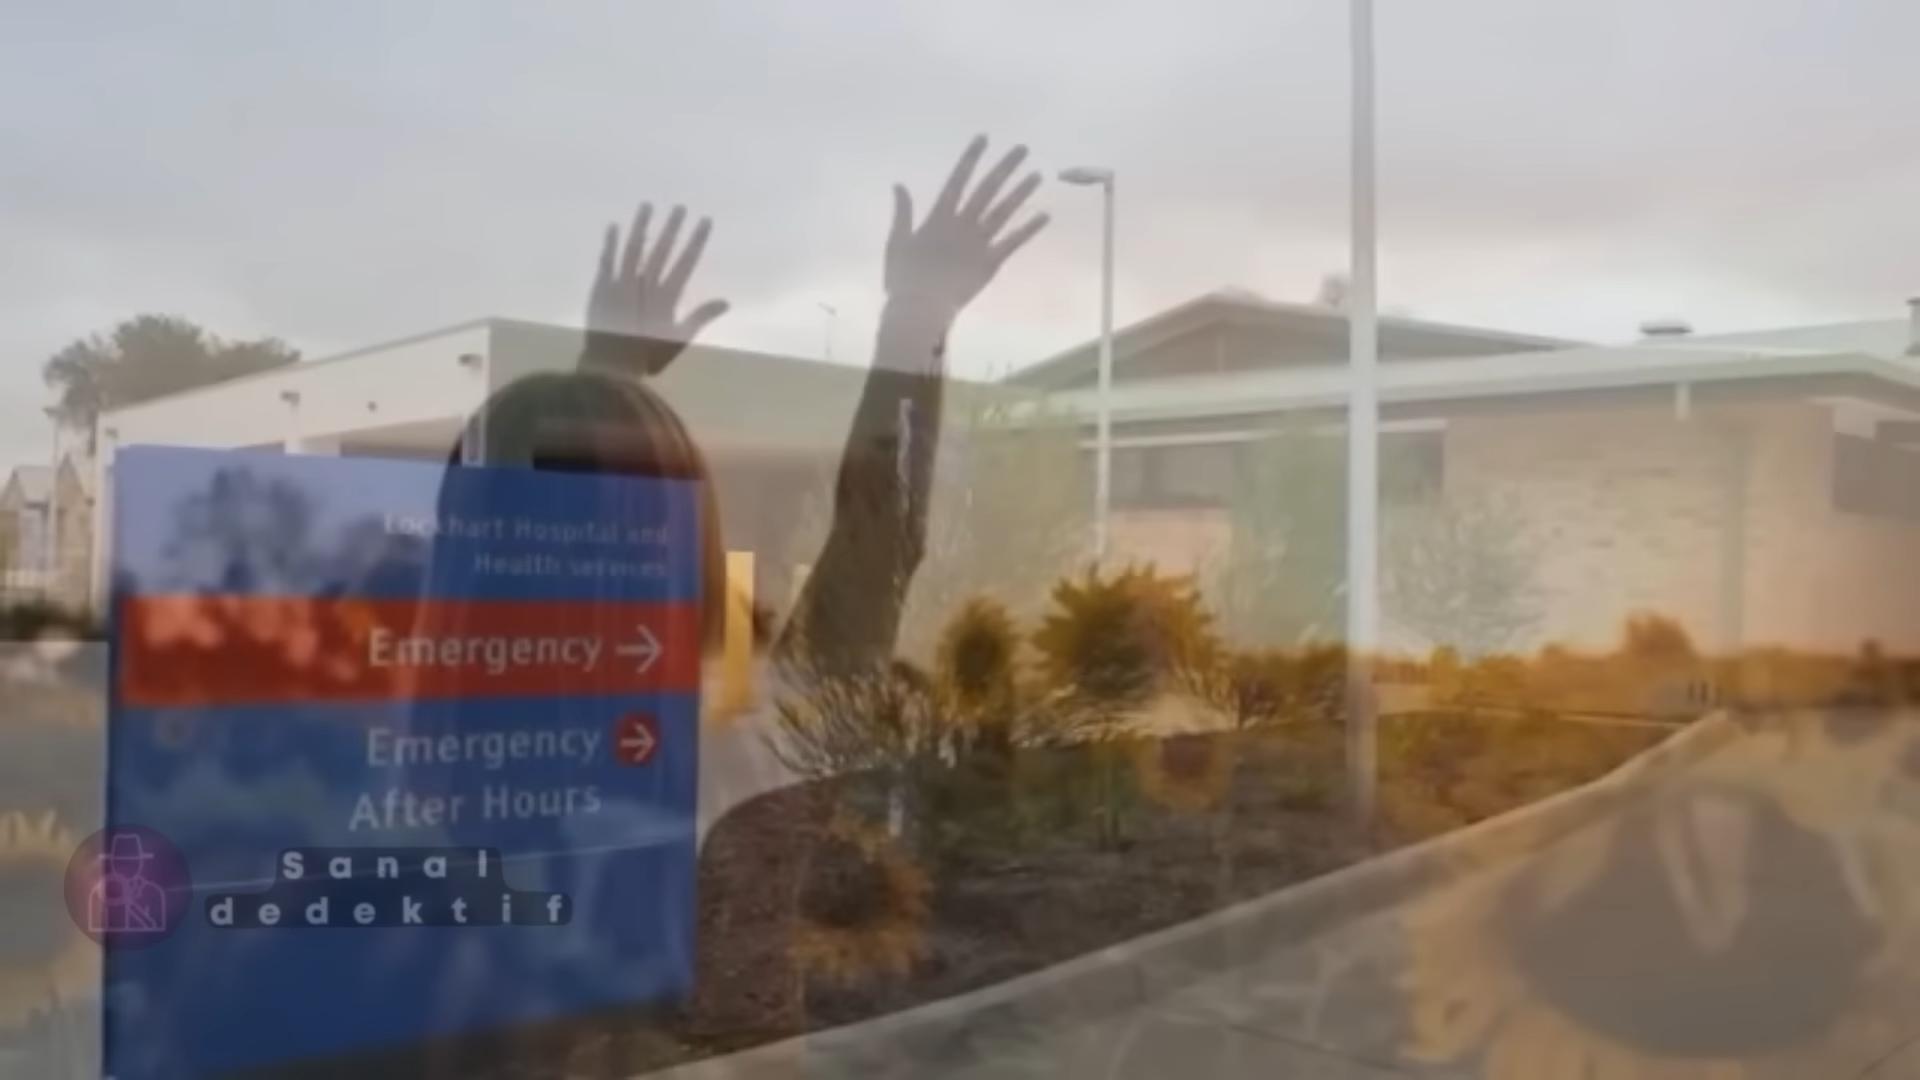 Lockhart Hospital and
Health services
Emergency →
Emergency →
After Hours
Sanal
dedektif